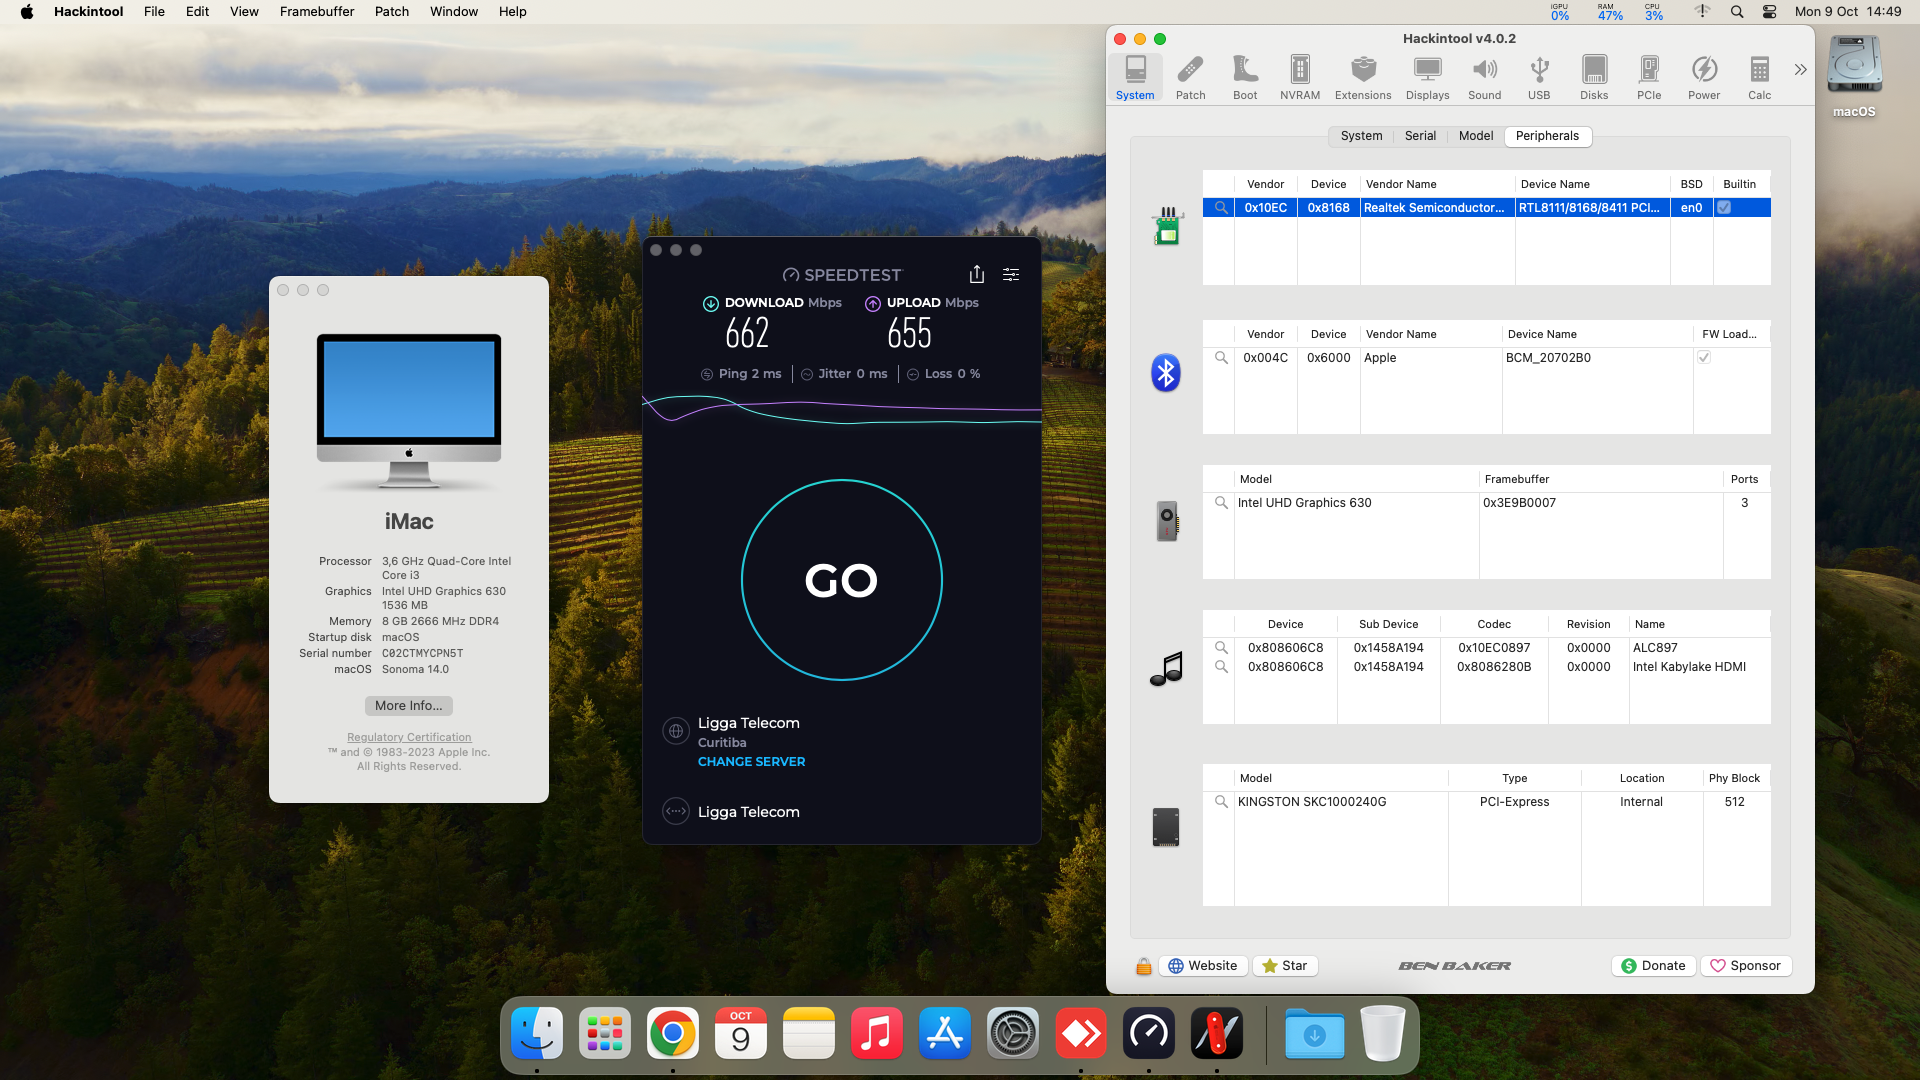 Hackintool File Edit View Framebuffer Patch Window Help
iGPU 0% RAM 47% CPU 3% Mon 9 Oct 14:49
macOS
iMac
Processor 3,6 GHz Quad-Core Intel
Core i3
Graphics Intel UHD Graphics 630
1536 MB
Memory 8 GB 2666 MHz DDR4
Startup disk macOS
Serial number C02CTMYCPN5T
macOS Sonoma 14.0
More Info...
Regulatory Certification
™ and © 1983-2023 Apple Inc.
All Rights Reserved.
SPEEDTEST
DOWNLOAD Mbps UPLOAD Mbps
662 655
Ping 2 ms Jitter 0 ms Loss 0 %
GO
Ligga Telecom
Curitiba
CHANGE SERVER
Ligga Telecom
Hackintool v4.0.2
System Patch Boot NVRAM Extensions Displays Sound USB Disks PCIe Power Calc
System Serial Model Peripherals
Vendor Device Vendor Name Device Name BSD Builtin
0x10EC 0x8168 Realtek Semiconductor... RTL8111/8168/8411 PCI... en0
Vendor Device Vendor Name Device Name FW Load...
0x004C 0x6000 Apple BCM_20702B0
Model Framebuffer Ports
Intel UHD Graphics 630 0x3E9B0007 3
Device Sub Device Codec Revision Name
0x808606C8 0x1458A194 0x10EC0897 0x0000 ALC897
0x808606C8 0x1458A194 0x8086280B 0x0000 Intel Kabylake HDMI
Model Type Location Phy Block
KINGSTON SKC1000240G PCI-Express Internal 512
Website Star BEN BAKER Donate Sponsor
OCT
9